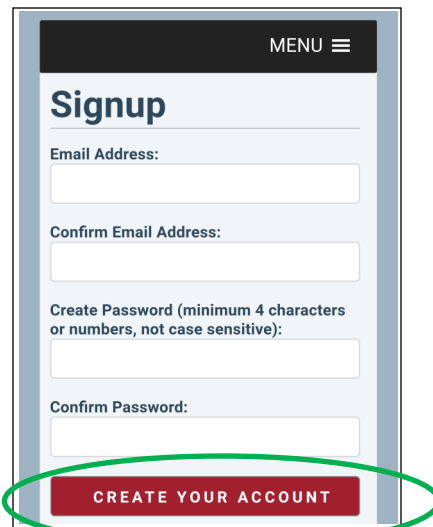 MENU
Signup
Email Address:
Confirm Email Address:
Create Password (minimum 4 characters
or numbers, not case sensitive):
Confirm Password:
CREATE YOUR ACCOUNT